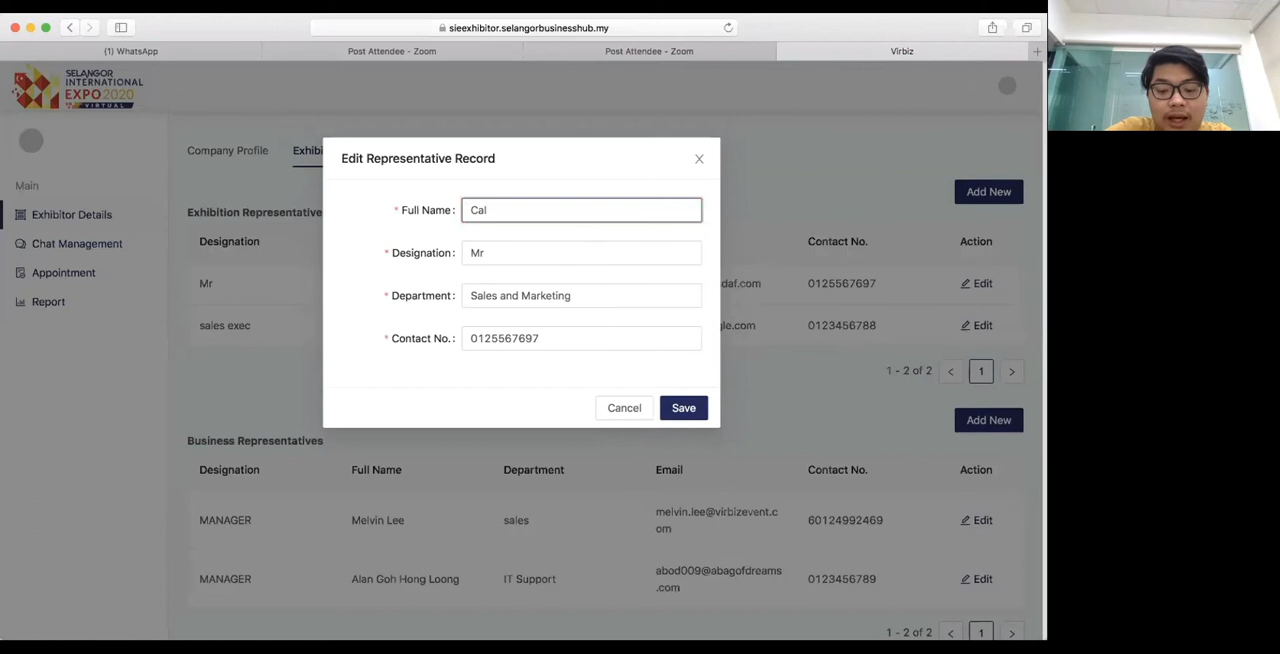 sieexhibitor.selangorbusinesshub.my
(1) WhatsApp
Post Attendee - Zoom
Post Attendee - Zoom
Virbiz
SELANGOR
INTERNATIONAL
EXPO 2020
VIRTUAL
Main
Exhibitor Details
Chat Management
Appointment
Report
Company Profile
Exhibi
Add New
Exhibition Representative
Designation
Contact No.
Action
Mr
daf.com
0125567697
Edit
sales exec
gle.com
0123456788
Edit
1 - 2 of 2
<
1
>
Edit Representative Record
* Full Name : Cal
* Designation : Mr
* Department : Sales and Marketing
* Contact No. : 0125567697
Cancel
Save
Add New
Business Representatives
Designation
Full Name
Department
Email
Contact No.
Action
MANAGER
Melvin Lee
sales
melvin.lee@virbizevent.c
om
60124992469
Edit
MANAGER
Alan Goh Hong Loong
IT Support
abod009@abagofdreams
.com
0123456789
Edit
1 - 2 of 2
<
1
>